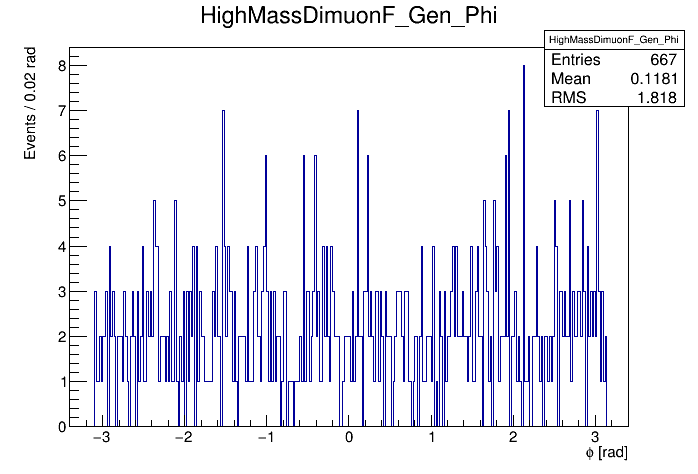 HighMassDimuonF_Gen_Phi
HighMassDimuonF_Gen_Phi
Entries 667
Mean 0.1181
RMS 1.818
Events / 0.02 rad
8
7
6
5
4
3
2
1
0
−3 −2 −1 0 1 2 3
ϕ [rad]